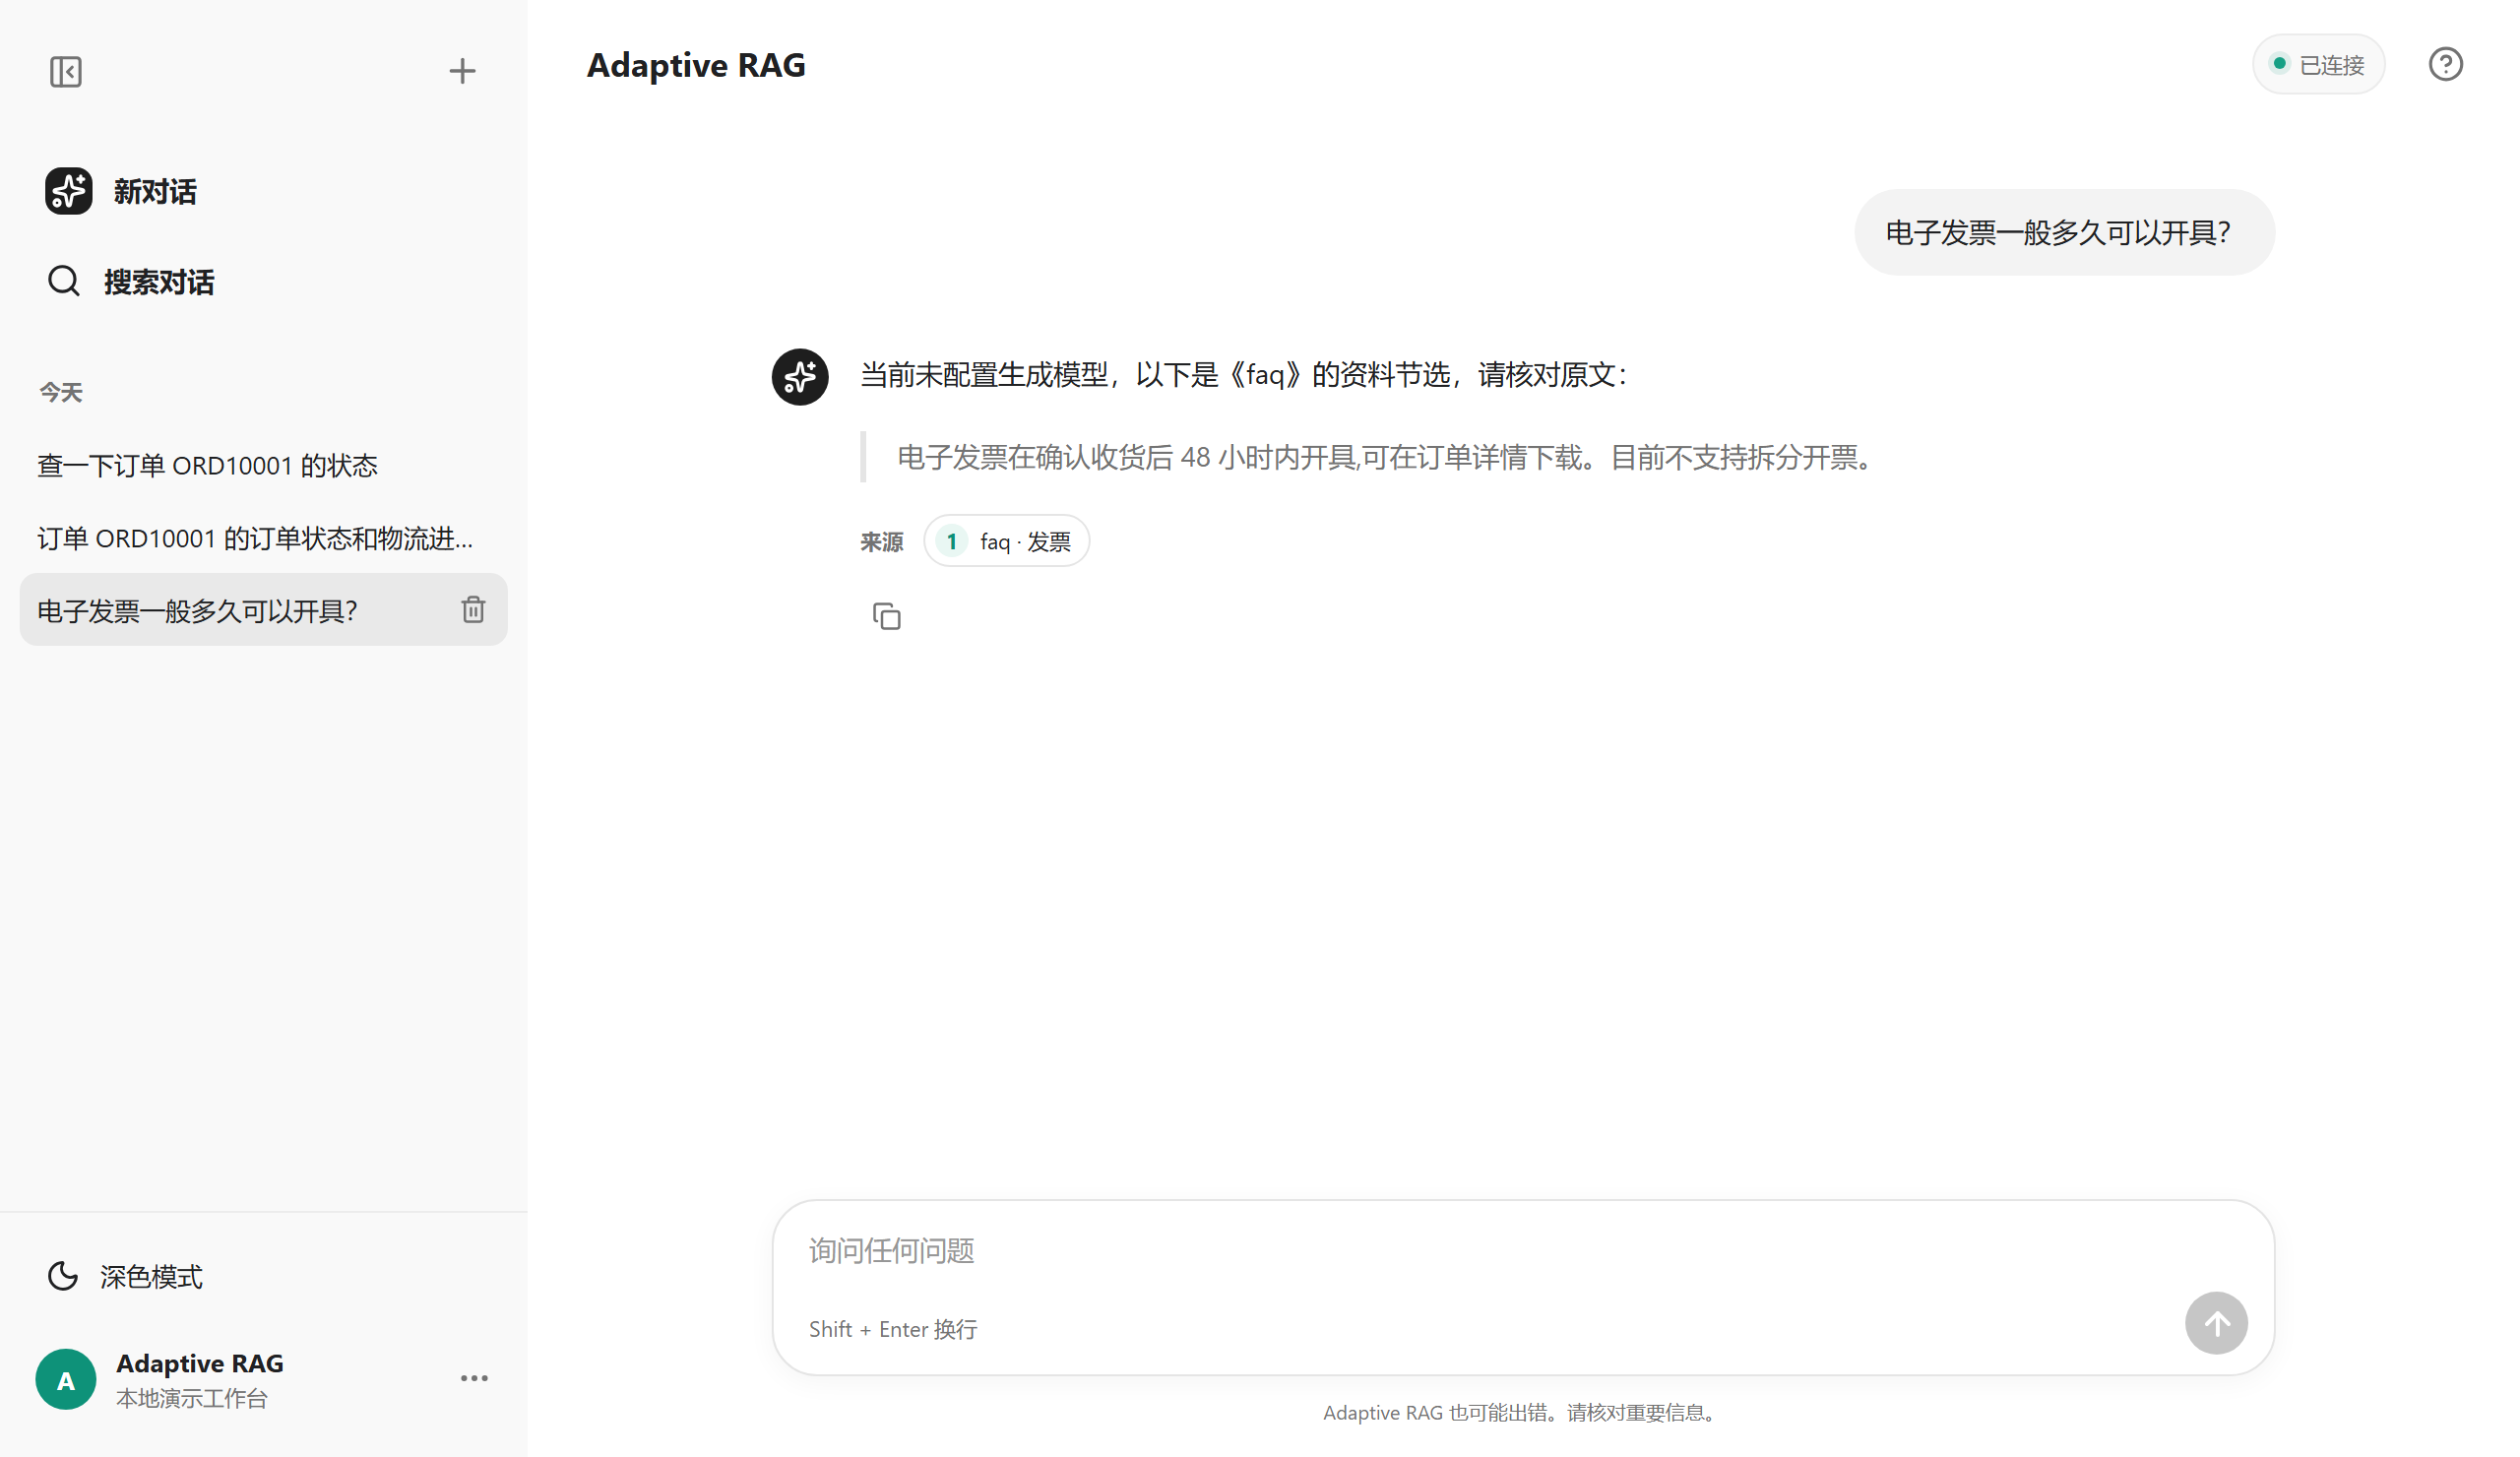 新对话
搜索对话
今天
查一下订单 ORD10001 的状态
订单 ORD10001 的订单状态和物流进...
电子发票一般多久可以开具？
深色模式
A
Adaptive RAG
本地演示工作台
Adaptive RAG
已连接
电子发票一般多久可以开具？
当前未配置生成模型，以下是《faq》的资料节选，请核对原文：
电子发票在确认收货后 48 小时内开具,可在订单详情下载。目前不支持拆分开票。
来源 1 faq · 发票
询问任何问题
Shift + Enter 换行
Adaptive RAG 也可能出错。请核对重要信息。